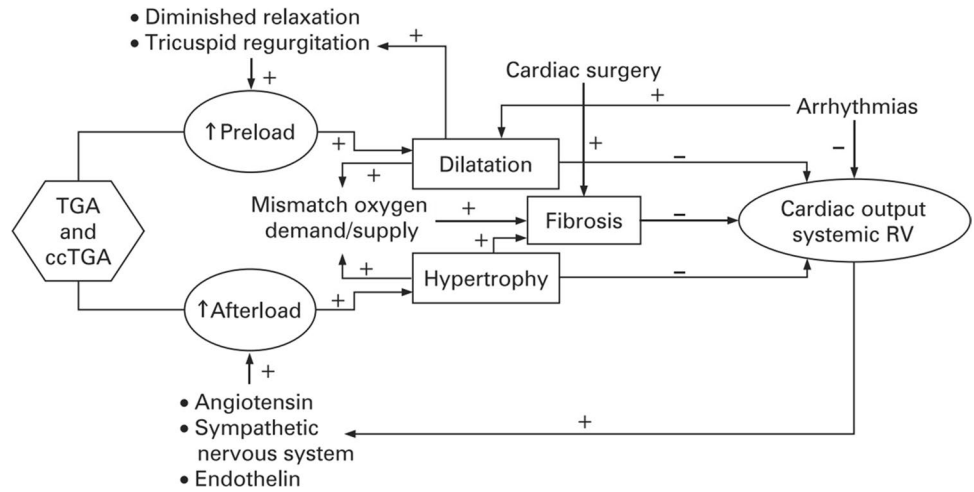 • Diminished relaxation
• Tricuspid regurgitation
+
+
Cardiac surgery
+
Arrhythmias
↑Preload
+
Dilatation
+
–
–
+
TGA
and
ccTGA
Mismatch oxygen
demand/supply
+
Fibrosis
–
Cardiac output
systemic RV
+
+
Hypertrophy
–
↑Afterload
+
+
• Angiotensin
• Sympathetic
nervous system
• Endothelin
+